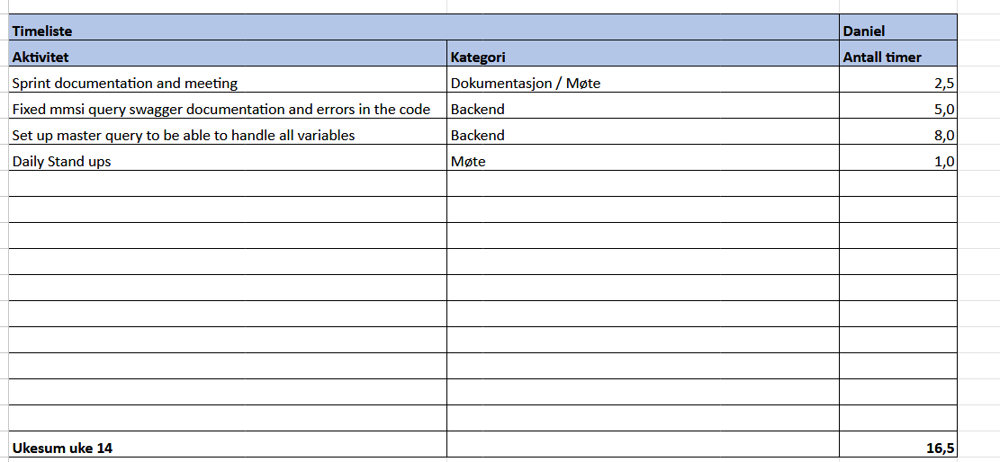 Timeliste Daniel
Aktivitet Kategori Antall timer
Sprint documentation and meeting Dokumentasjon / Møte 2,5
Fixed mmsi query swagger documentation and errors in the code Backend 5,0
Set up master query to be able to handle all variables Backend 8,0
Daily Stand ups Møte 1,0
Ukesum uke 14 16,5